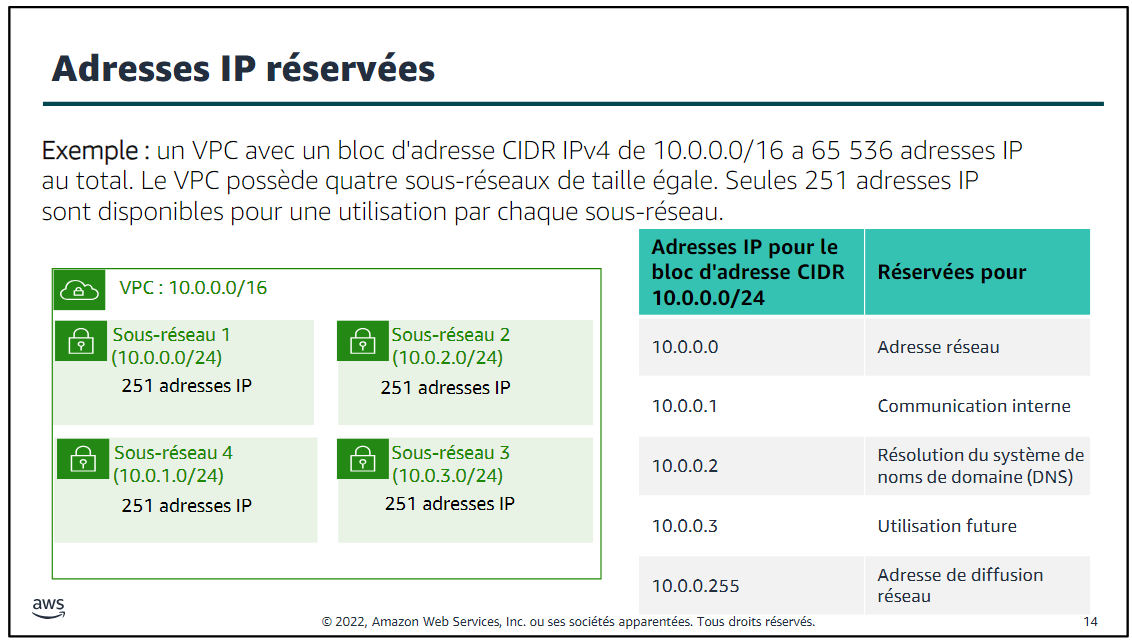 Adresses IP réservées
Exemple : un VPC avec un bloc d'adresse CIDR IPv4 de 10.0.0.0/16 a 65 536 adresses IP
au total. Le VPC possède quatre sous-réseaux de taille égale. Seules 251 adresses IP
sont disponibles pour une utilisation par chaque sous-réseau.
VPC : 10.0.0.0/16
Sous-réseau 1
(10.0.0.0/24)
251 adresses IP
Sous-réseau 2
(10.0.2.0/24)
251 adresses IP
Sous-réseau 4
(10.0.1.0/24)
251 adresses IP
Sous-réseau 3
(10.0.3.0/24)
251 adresses IP
Adresses IP pour le
bloc d'adresse CIDR
10.0.0.0/24
Réservées pour
10.0.0.0
Adresse réseau
10.0.0.1
Communication interne
10.0.0.2
Résolution du système de
noms de domaine (DNS)
10.0.0.3
Utilisation future
10.0.0.255
Adresse de diffusion
réseau
aws
© 2022, Amazon Web Services, Inc. ou ses sociétés apparentées. Tous droits réservés.
14